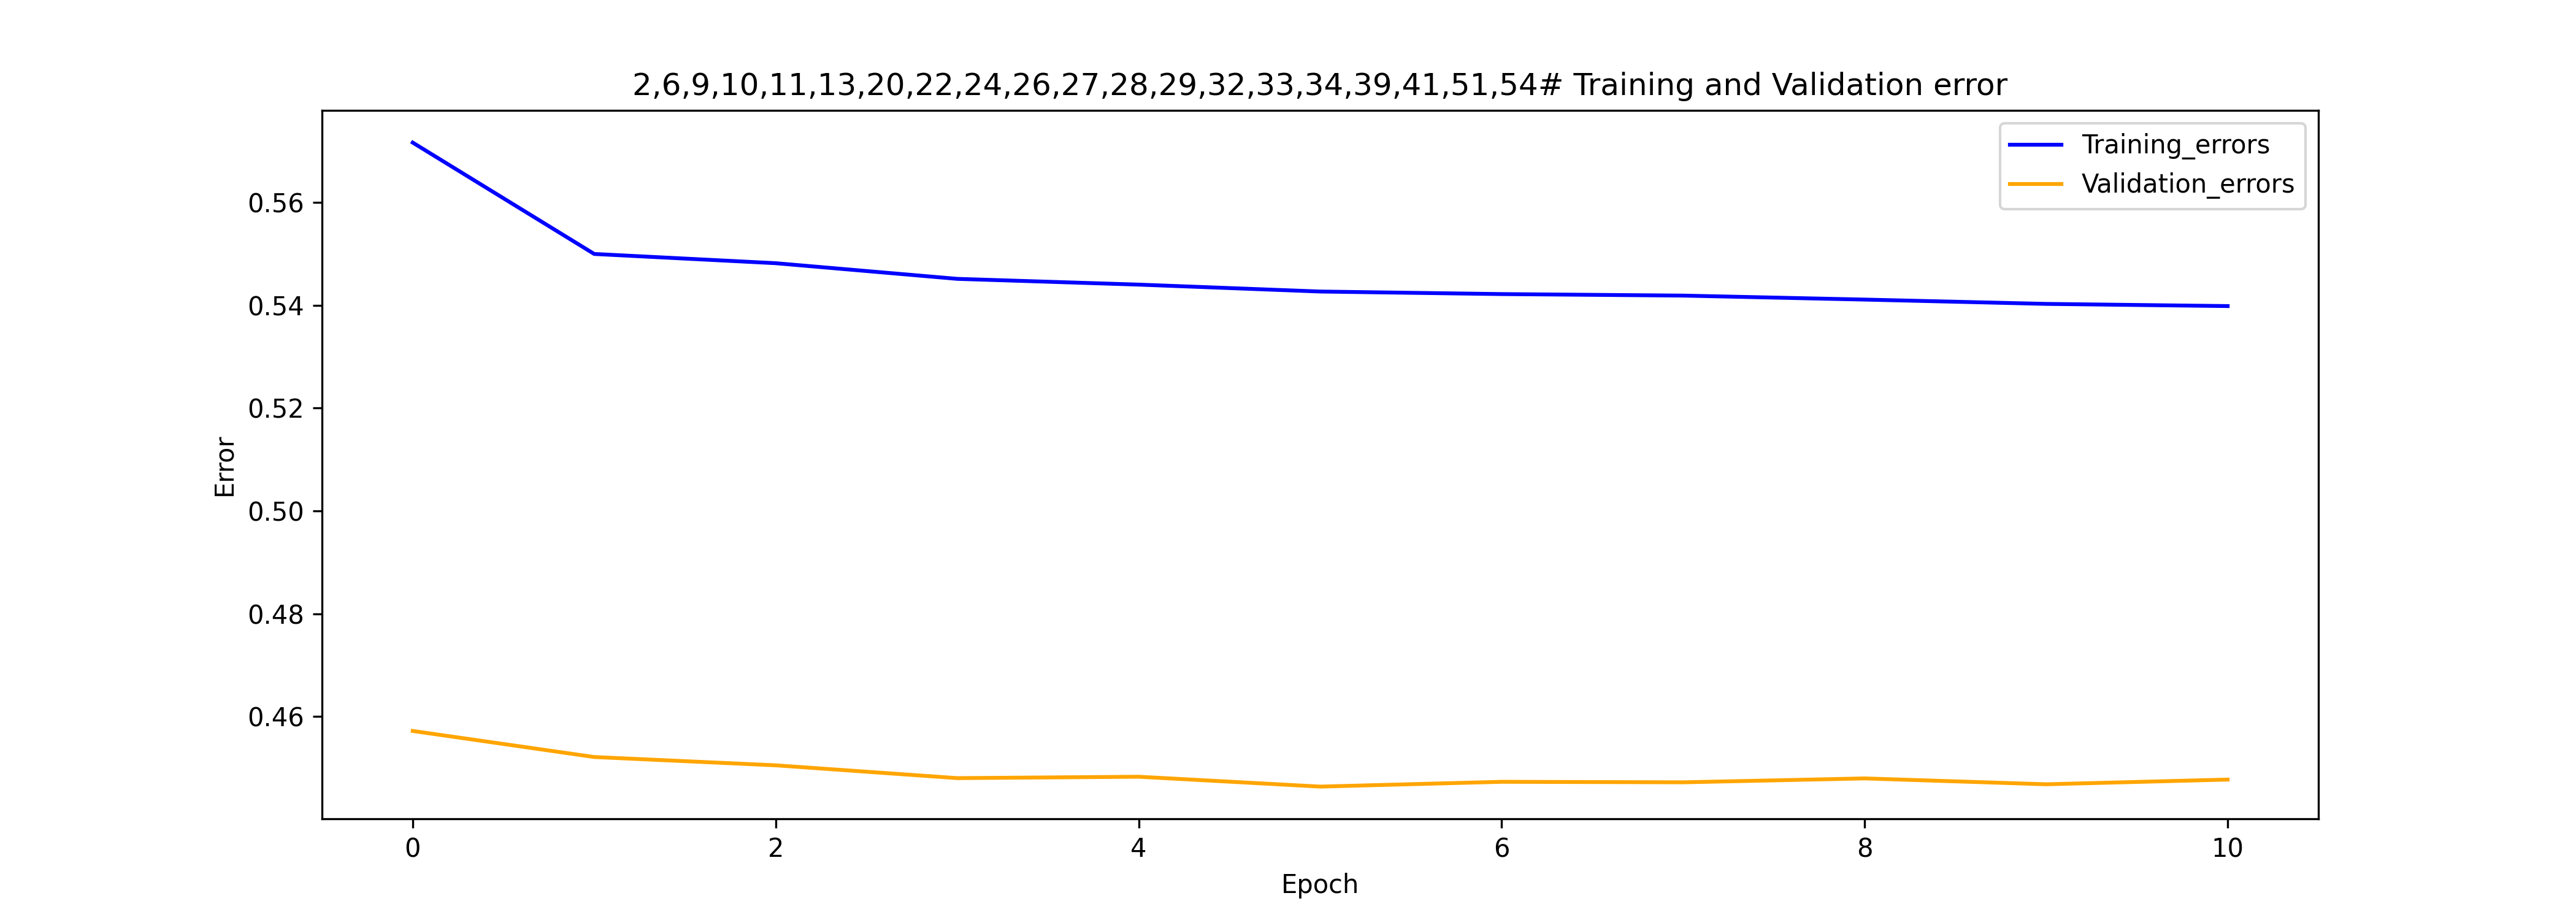 2,6,9,10,11,13,20,22,24,26,27,28,29,32,33,34,39,41,51,54# Training and Validation error
Training_errors
Validation_errors
0.56
0.54
0.52
0.50
0.48
0.46
Error
0 2 4 6 8 10
Epoch